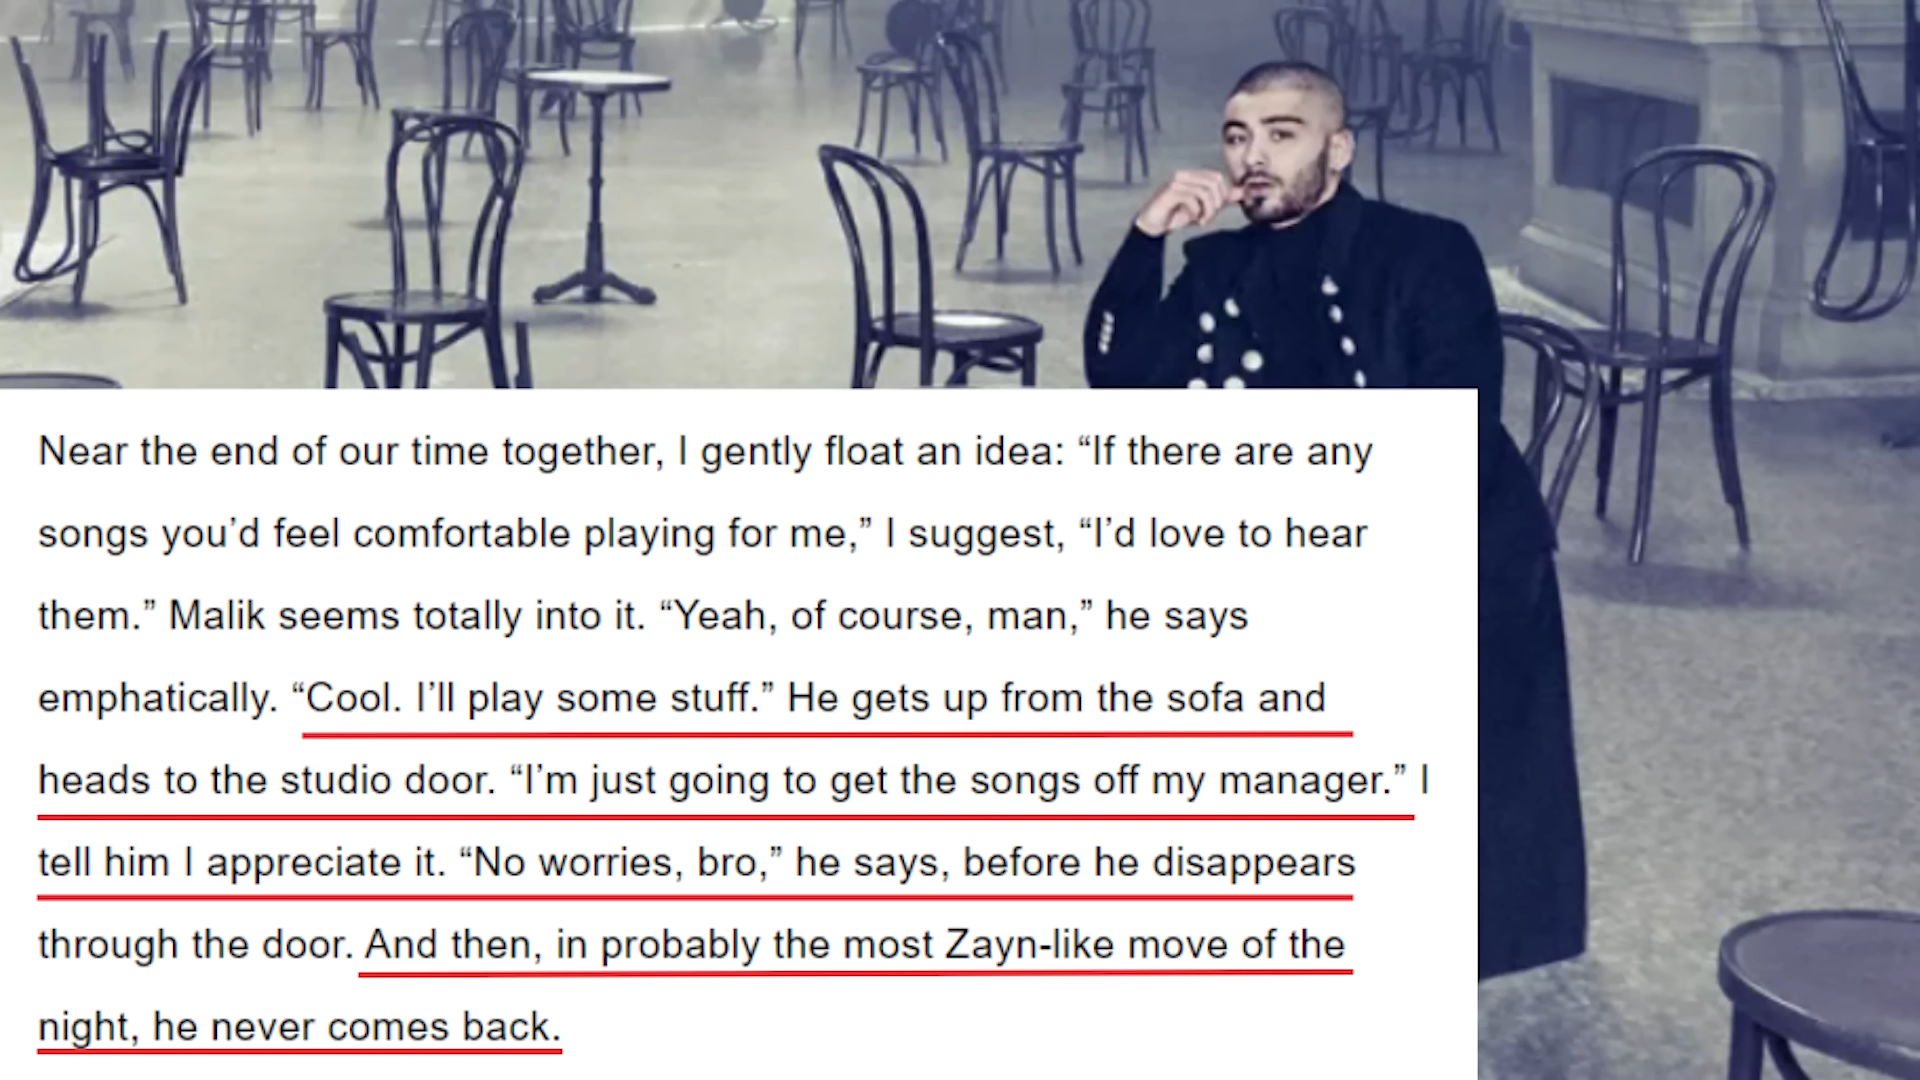 Near the end of our time together, I gently float an idea: “If there are any
songs you’d feel comfortable playing for me,” I suggest, “I’d love to hear
them.” Malik seems totally into it. “Yeah, of course, man,” he says
emphatically. “Cool. I’ll play some stuff.” He gets up from the sofa and
heads to the studio door. “I’m just going to get the songs off my manager.” I
tell him I appreciate it. “No worries, bro,” he says, before he disappears
through the door. And then, in probably the most Zayn-like move of the
night, he never comes back.